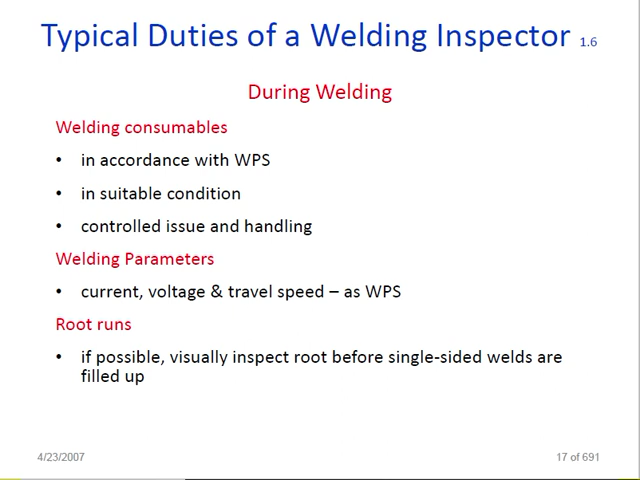 Typical Duties of a Welding Inspector 1.6
During Welding
Welding consumables
• in accordance with WPS
• in suitable condition
• controlled issue and handling
Welding Parameters
• current, voltage & travel speed – as WPS
Root runs
• if possible, visually inspect root before single-sided welds are
filled up
4/23/2007 17 of 691